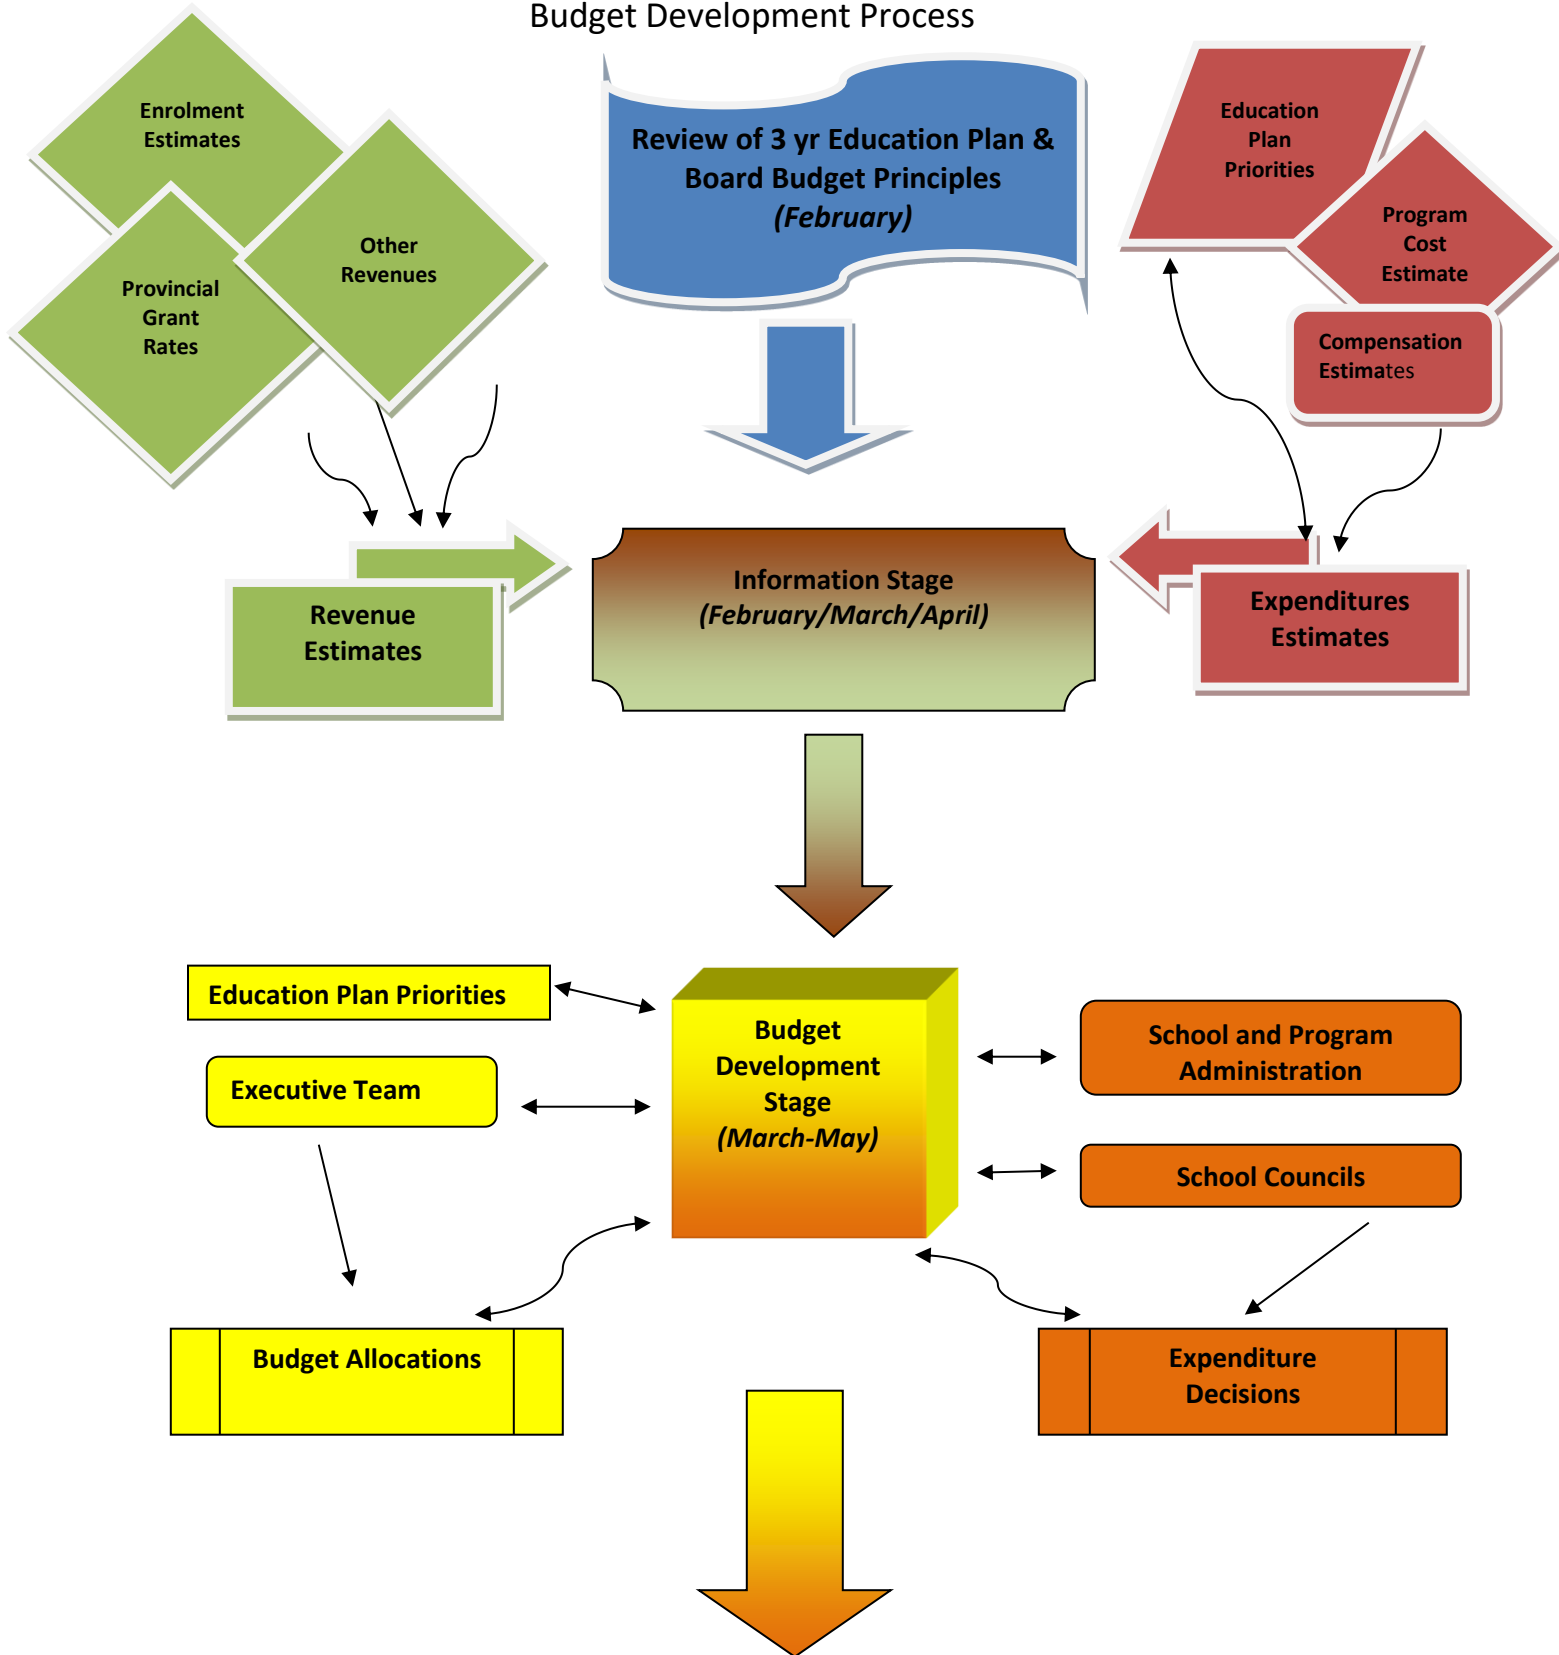 Budget Development Process
Enrolment
Estimates
Other
Revenues
Provincial
Grant
Rates
Review of 3 yr Education Plan &
Board Budget Principles
(February)
Education
Plan
Priorities
Program
Cost
Estimate
Compensation
Estimates
Revenue
Estimates
Information Stage
(February/March/April)
Expenditures
Estimates
Education Plan Priorities
Executive Team
Budget
Development
Stage
(March-May)
School and Program
Administration
School Councils
Budget Allocations
Expenditure
Decisions